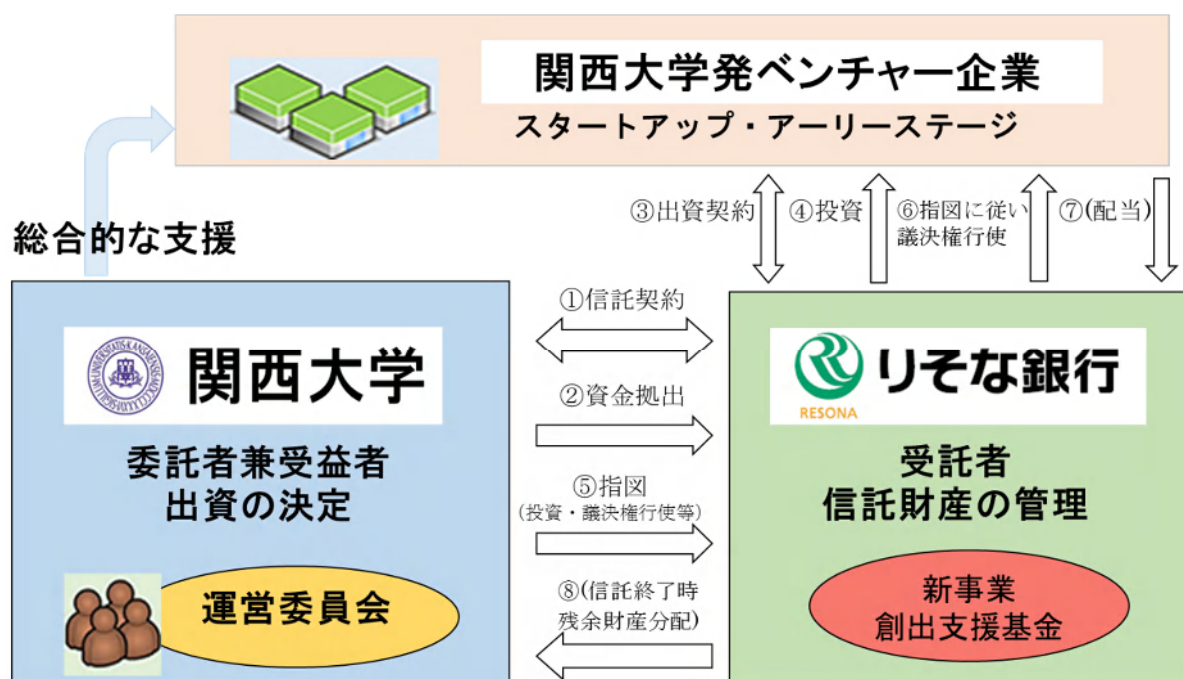 関西大学発ベンチャー企業
スタートアップ・アーリーステージ
総合的な支援
③出資契約
④投資
⑥指図に従い
議決権行使
⑦(配当)
関西大学
委託者兼受益者
出資の決定
運営委員会
①信託契約
②資金拠出
⑤指図
(投資・議決権行使等)
⑧(信託終了時
残余財産分配)
りそな銀行
RESONA
受託者
信託財産の管理
新事業
創出支援基金